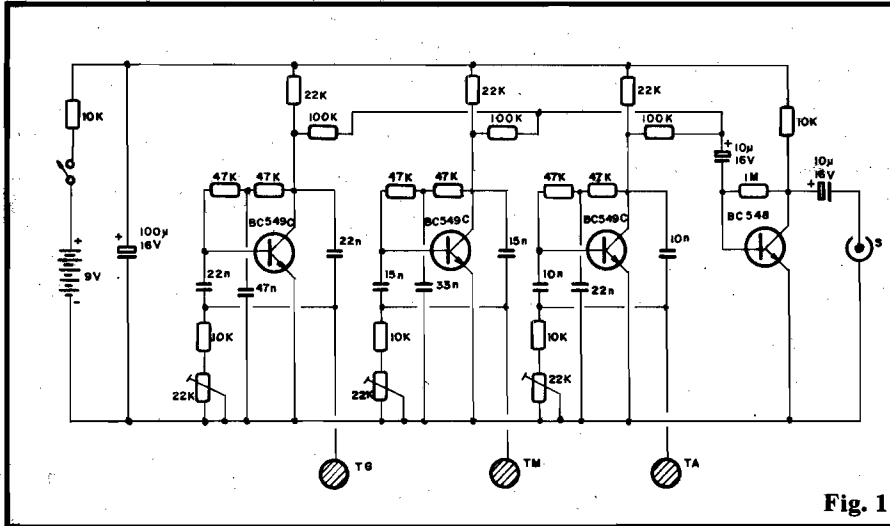 10K
9V
+
-
+
100µ
16V
22K
100K
47K
47K
BC549C
22n
22n
47n
10K
22K
TG
22K
100K
47K
47K
BC549C
15n
15n
33n
10K
22K
TM
22K
100K
47K
47K
BC549C
10n
10n
22n
10K
22K
TA
+
10µ
16V
10K
1M
BC548
10µ
16V
+
S
Fig. 1